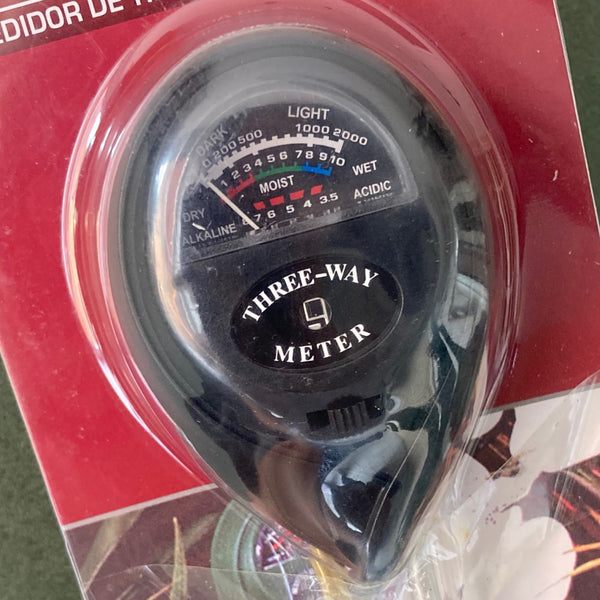 EDIDOR DE
DARK LIGHT
0 200 500 1000 2000
1 2 3 4 5 6 7 8 9 10
MOIST WET
DRY
ALKALINE 8 7 6 5 4 3.5 ACIDIC
THREE-WAY
METER